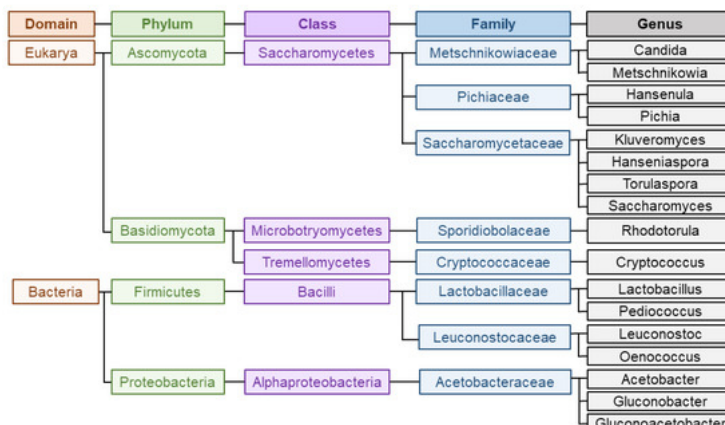 Domain Phylum Class Family Genus
Eukarya Ascomycota Saccharomycetes Metschnikowiaceae Candida
Metschnikowia
Pichiaceae Hansenula
Pichia
Saccharomycetaceae Kluveromyces
Hanseniaspora
Torulaspora
Saccharomyces
Basidiomycota Microbotryomycetes Sporidiobolaceae Rhodotorula
Tremellomycetes Cryptococcaceae Cryptococcus
Bacteria Firmicutes Bacilli Lactobacillaceae Lactobacillus
Pediococcus
Leuconostocaceae Leuconostoc
Oenococcus
Proteobacteria Alphaproteobacteria Acetobacteraceae Acetobacter
Gluconobacter
Gluconoacetobacter